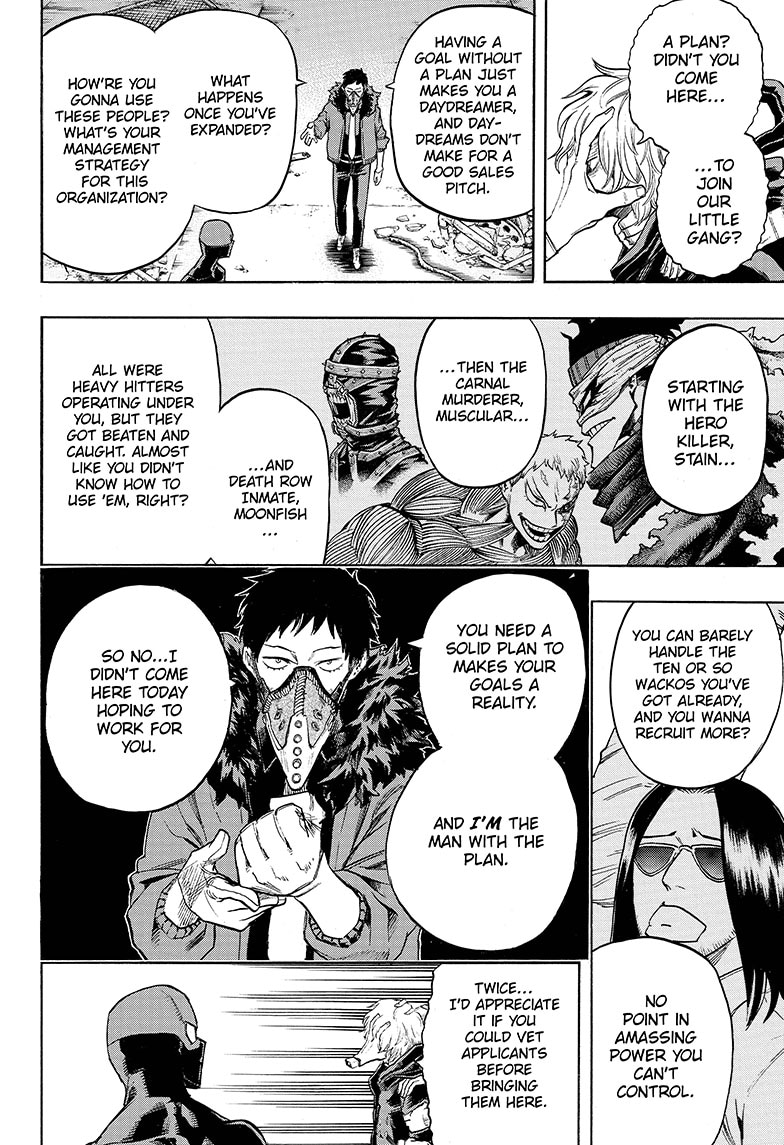 A PLAN?
DIDN'T YOU
COME
HERE...
...TO
JOIN
OUR
LITTLE
GANG?
HAVING A
GOAL WITHOUT
A PLAN JUST
MAKES YOU A
DAYDREAMER,
AND DAY-
DREAMS DON'T
MAKE FOR A
GOOD SALES
PITCH.
WHAT
HAPPENS
ONCE YOU'VE
EXPANDED?
HOW'RE YOU
GONNA USE
THESE PEOPLE?
WHAT'S YOUR
MANAGEMENT
STRATEGY
FOR THIS
ORGANIZATION?
STARTING
WITH THE
HERO
KILLER,
STAIN...
...THEN THE
CARNAL
MURDERER,
MUSCULAR...
...AND
DEATH ROW
INMATE,
MOONFISH
...
ALL WERE
HEAVY HITTERS
OPERATING UNDER
YOU, BUT THEY
GOT BEATEN AND
CAUGHT. ALMOST
LIKE YOU DIDN'T
KNOW HOW TO
USE 'EM, RIGHT?
YOU CAN BARELY
HANDLE THE
TEN OR SO
WACKOS YOU'VE
GOT ALREADY,
AND YOU WANNA
RECRUIT MORE?
NO
POINT IN
AMASSING
POWER YOU
CAN'T
CONTROL.
YOU NEED A
SOLID PLAN TO
MAKES YOUR
GOALS A
REALITY.
AND I'M THE
MAN WITH THE
PLAN.
SO NO...I
DIDN'T COME
HERE TODAY
HOPING TO
WORK FOR
YOU.
TWICE...
I'D APPRECIATE
IT IF YOU
COULD VET
APPLICANTS
BEFORE
BRINGING
THEM HERE.